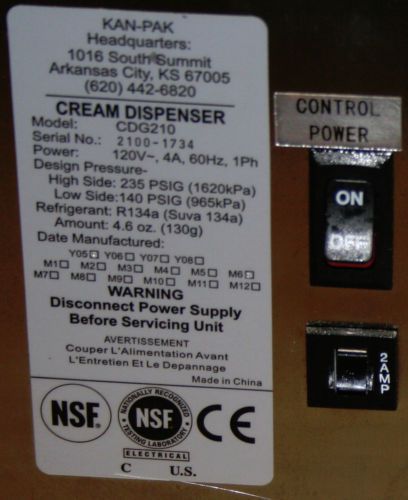 KAN-PAK
Headquarters:
1016 South Summit
Arkansas City, KS 67005
(620) 442-6820
CREAM DISPENSER
Model: CDG210
Serial No.: 2100-1734
Power: 120V~, 4A, 60Hz, 1Ph
Design Pressure-
High Side: 235 PSIG (1620kPa)
Low Side: 140 PSIG (965kPa)
Refrigerant: R134a (Suva 134a)
Amount: 4.6 oz. (130g)
Date Manufactured:
Y05 Y06 Y07 Y08
M1 M2 M3 M4 M5 M6
M7 M8 M9 M10 M11 M12
WARNING
Disconnect Power Supply
Before Servicing Unit
AVERTISSEMENT
Couper L'Alimentation Avant
L'Entretien Et Le Depannage
Made in China
NSF
NATIONALLY RECOGNIZED
NSF
TESTING LABORATORY
ELECTRICAL
C U.S.
CE
CONTROL
POWER
ON
OFF
2AMP